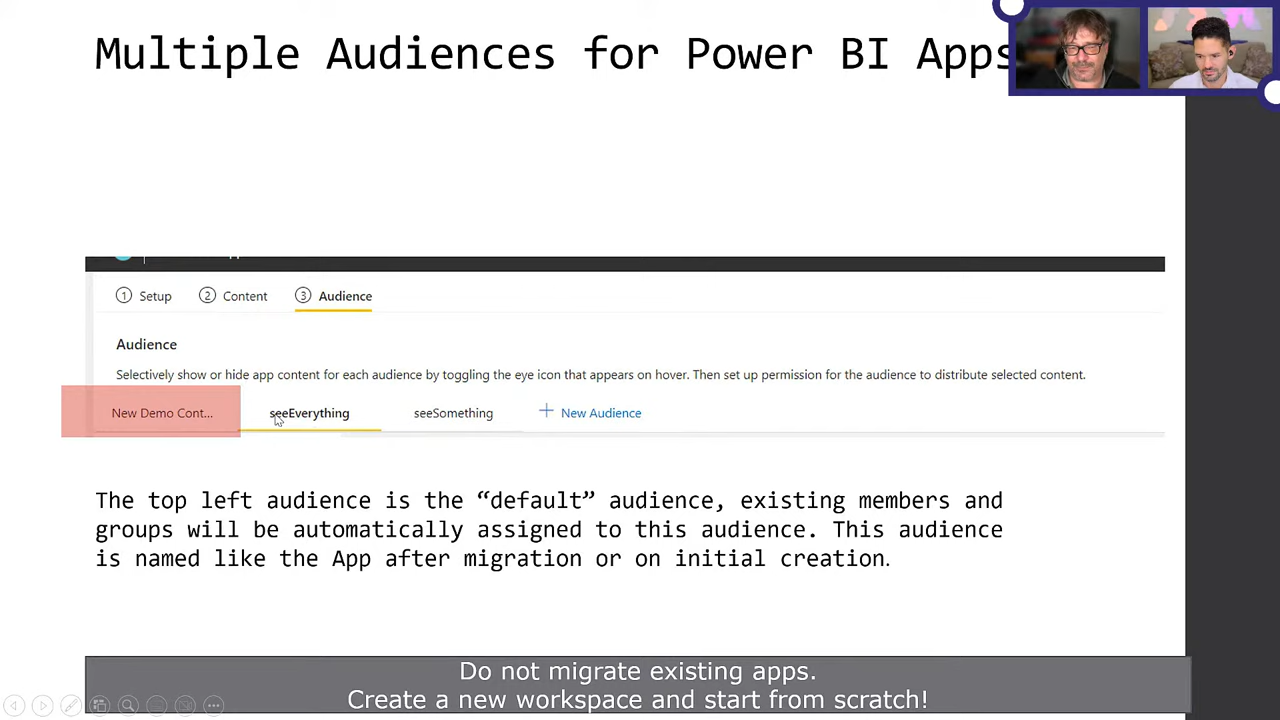 Multiple Audiences for Power BI Apps
1 Setup 2 Content 3 Audience
Audience
Selectively show or hide app content for each audience by toggling the eye icon that appears on hover. Then set up permission for the audience to distribute selected content.
New Demo Cont... seeEverything seeSomething + New Audience
The top left audience is the “default” audience, existing members and
groups will be automatically assigned to this audience. This audience
is named like the App after migration or on initial creation.
Do not migrate existing apps.
Create a new workspace and start from scratch!